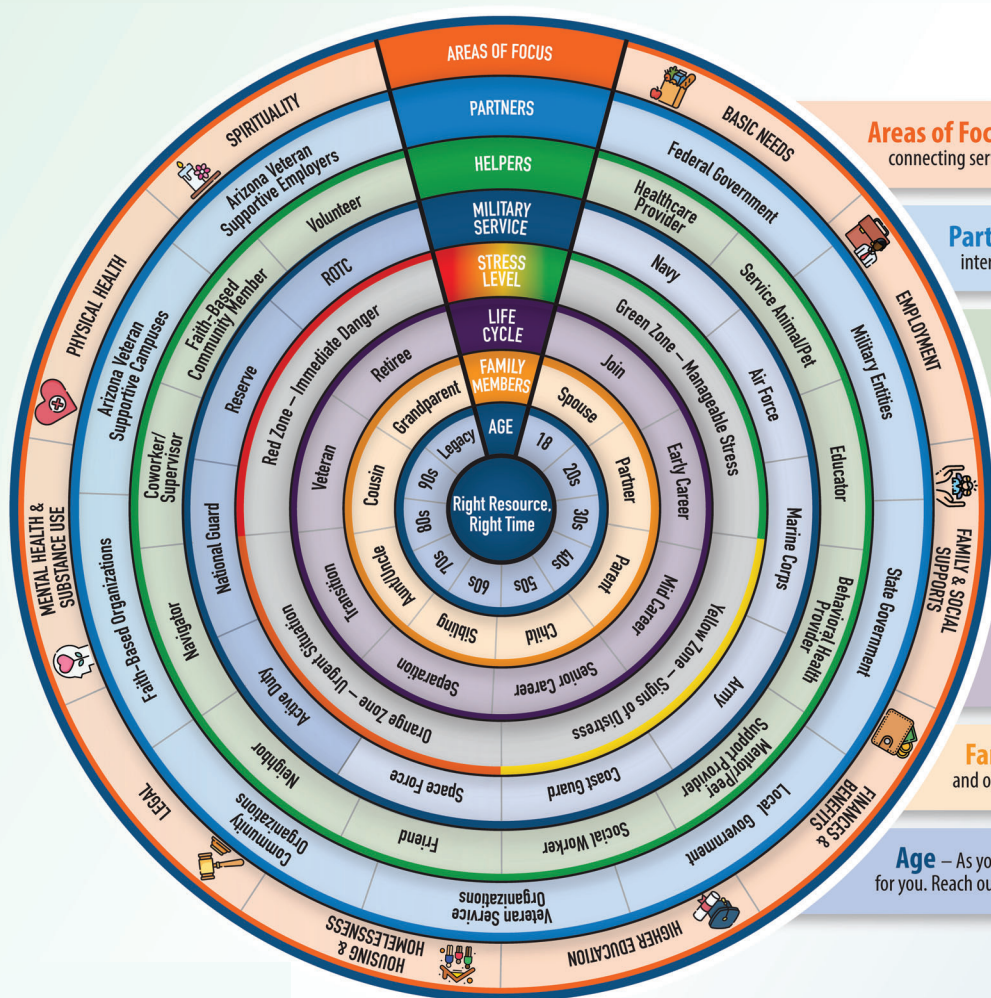 AREAS OF FOCUS
BASIC NEEDS
EMPLOYMENT
FAMILY & SOCIAL
SUPPORTS
FINANCES &
BENEFITS
HIGHER EDUCATION
HOUSING &
HOMELESSNESS
LEGAL
MENTAL HEALTH &
SUBSTANCE USE
PHYSICAL HEALTH
SPIRITUALITY
PARTNERS
Federal Government
Military Entities
State Government
Local Government
Veteran Service
Organizations
Community
Organizations
Faith-Based Organizations
Arizona Veteran
Supportive Campuses
Arizona Veteran
Supportive Employers
HELPERS
Healthcare
Provider
Service Animal/Pet
Educator
Behavioral Health
Provider
Mentor/Peer
Support Provider
Social Worker
Friend
Neighbor
Navigator
Coworker/
Supervisor
Faith-Based
Community Member
Volunteer
MILITARY
SERVICE
Navy
Air Force
Marine Corps
Army
Coast Guard
Space Force
Active Duty
National Guard
Reserve
ROTC
STRESS
LEVEL
Green Zone – Manageable Stress
Yellow Zone – Signs of Distress
Orange Zone – Urgent Situation
Red Zone – Immediate Danger
LIFE
CYCLE
Join
Early Career
Mid Career
Senior Career
Separation
Transition
Veteran
Retiree
FAMILY
MEMBERS
Spouse
Partner
Parent
Child
Sibling
Aunt/Uncle
Cousin
Grandparent
AGE
18
20s
30s
40s
50s
60s
70s
80s
90s
Legacy
Right Resource,
Right Time
Areas of Foc
connecting ser
Part
inter
Fa
and o
Age – As yo
for you. Reach ou